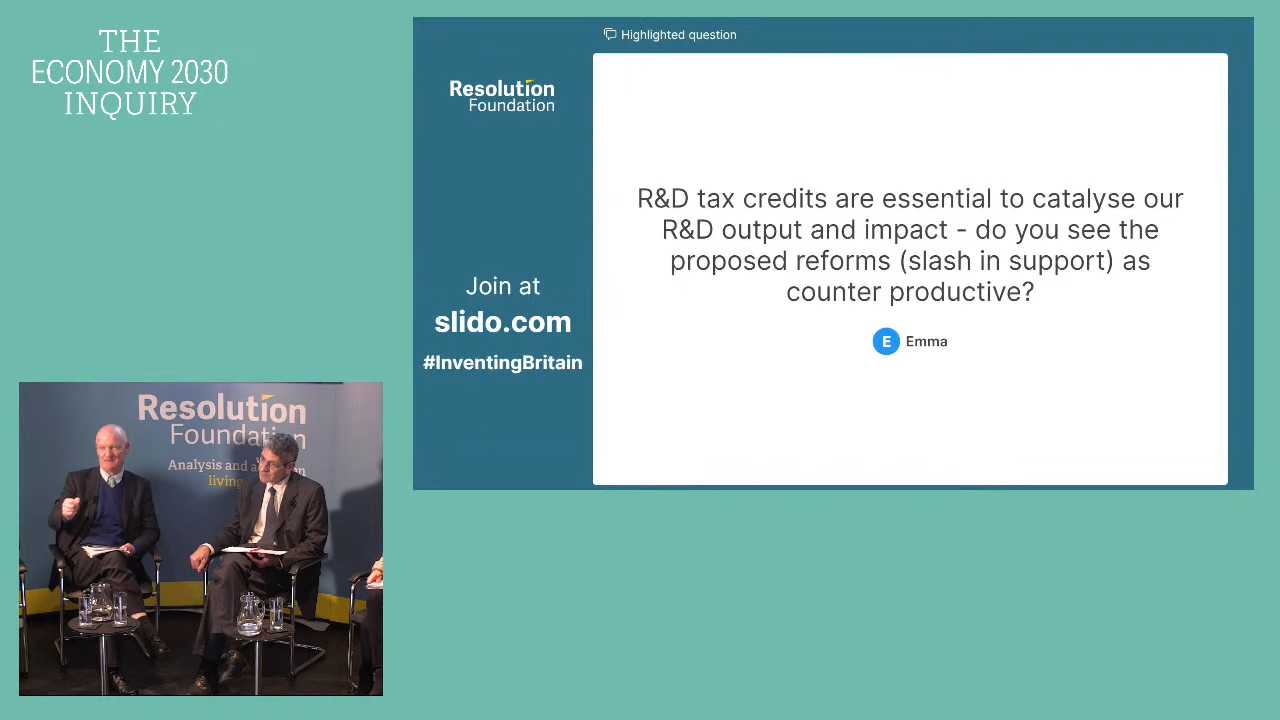 THE
ECONOMY 2030
INQUIRY
Highlighted question
Resolution
Foundation
R&D tax credits are essential to catalyse our
R&D output and impact - do you see the
proposed reforms (slash in support) as
counter productive?
E Emma
Join at
slido.com
#InventingBritain
Resolution
Foundation
Analysis and
living